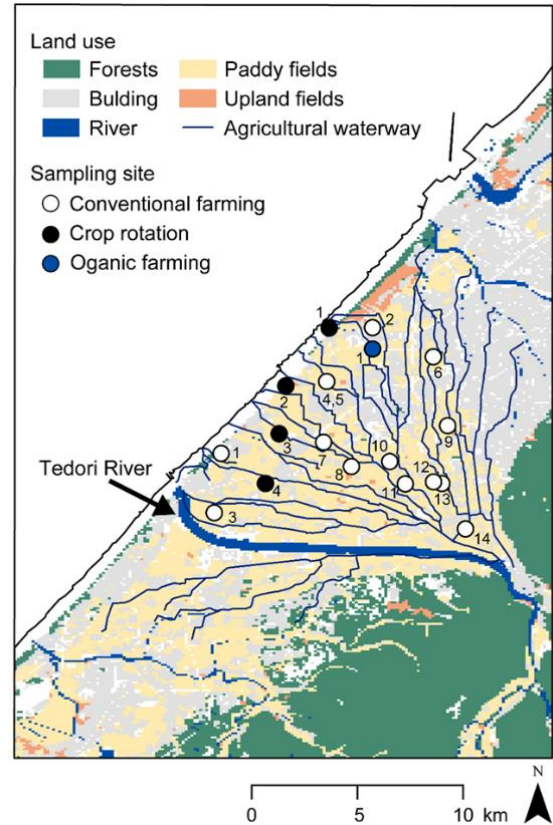 Land use
Forests
Paddy fields
Bulding
Upland fields
River
Agricultural waterway
Sampling site
Conventional farming
Crop rotation
Oganic farming
1
2
1
6
2
4,5
3
7
9
1
10
8
12
4
11
13
Tedori River
3
14
N
0 5 10 km